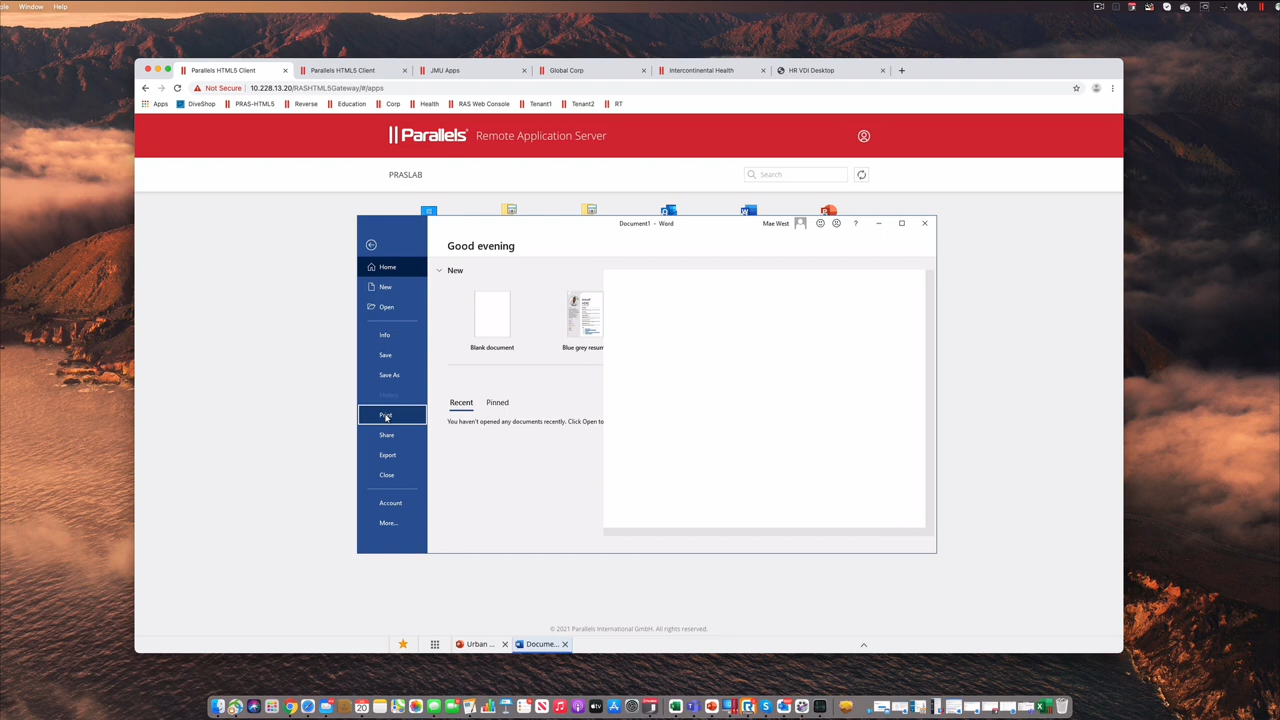 Window Help
Parallels HTML5 Client
Parallels HTML5 Client
JMU Apps
Global Corp
Intercontinental Health
HR VDI Desktop
Not Secure 10.228.13.20/RASHTML5Gateway/#/apps
Apps DiveShop PRAS-HTML5 Reverse Education Corp Health RAS Web Console Tenant1 Tenant2 RT
Parallels® Remote Application Server
PRASLAB
Search
Document1 - Word
Mae West
?
Good evening
Home
New
New
Open
Info
Blank document
Blue grey resum
Save
Save As
Recent Pinned
Print
You haven't opened any documents recently. Click Open to
Share
Export
Close
Account
More...
© 2021 Parallels International GmbH. All rights reserved.
Urban ...
Docume...
20